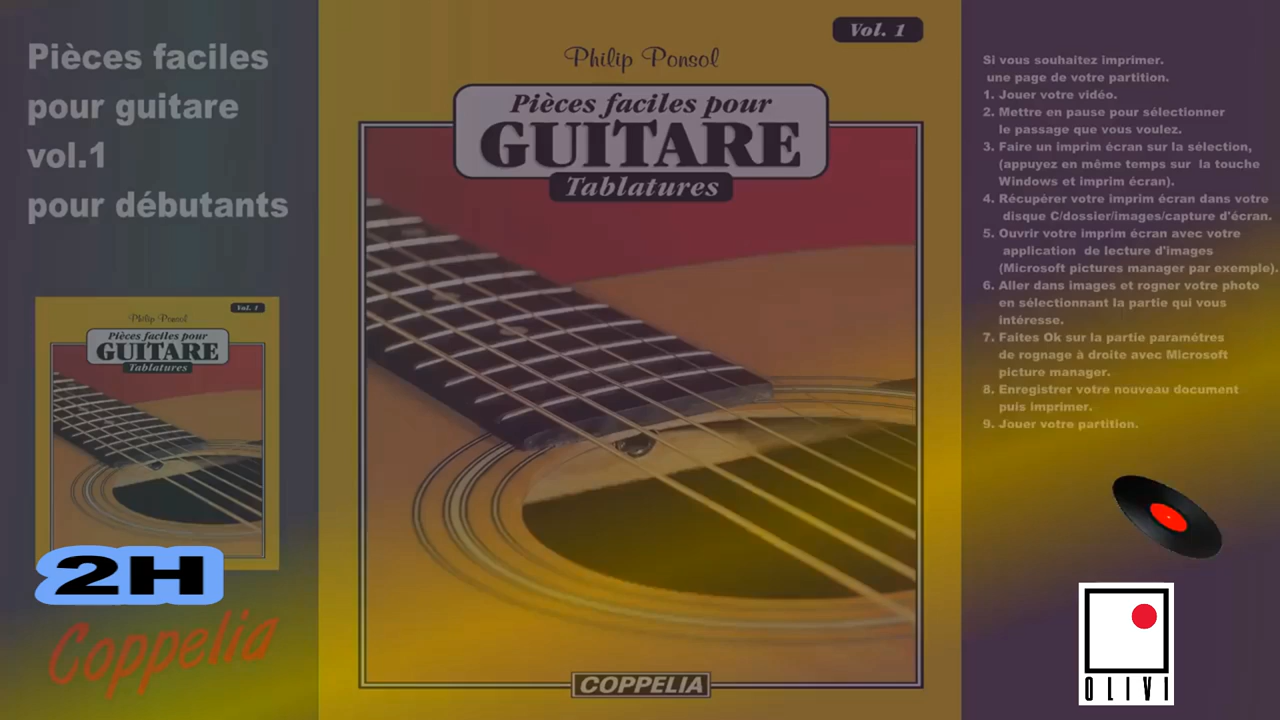 Pièces faciles
pour guitare
vol.1
pour débutants
Vol. 1
Philip Ponsol
Pièces faciles pour
GUITARE
Tablatures
2H
Coppelia
Vol. 1
Philip Ponsol
Pièces faciles pour
GUITARE
Tablatures
COPPELIA
Si vous souhaitez imprimer.
une page de votre partition.
1. Jouer votre vidéo.
2. Mettre en pause pour sélectionner
le passage que vous voulez.
3. Faire un imprim écran sur la sélection,
(appuyez en même temps sur la touche
Windows et imprim écran).
4. Récupèrer votre imprim écran dans votre
disque C/dossier/images/capture d'écran.
5. Ouvrir votre imprim écran avec votre
application de lecture d'images
(Microsoft pictures manager par exemple).
6. Aller dans images et rogner votre photo
en sélectionnant la partie qui vous
intéresse.
7. Faites Ok sur la partie paramétres
de rognage à droite avec Microsoft
picture manager.
8. Enregistrer votre nouveau document
puis imprimer.
9. Jouer votre partition.
OLIVI